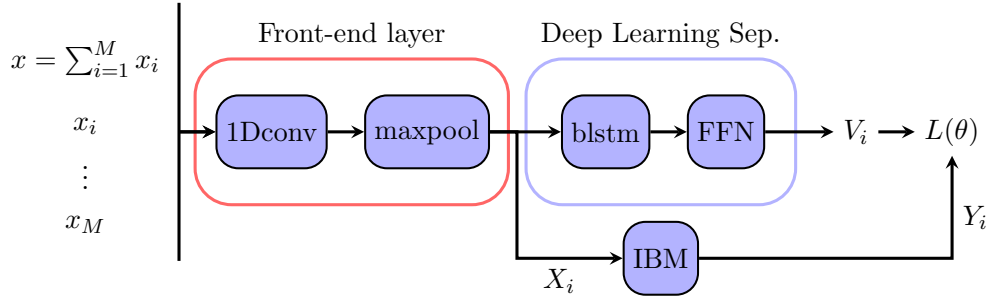 Front-end layer
Deep Learning Sep.
x = ∑_{i=1}^{M} x_i
x_i
⋮
x_M
1Dconv
maxpool
blstm
FFN
V_i
L(θ)
X_i
IBM
Y_i